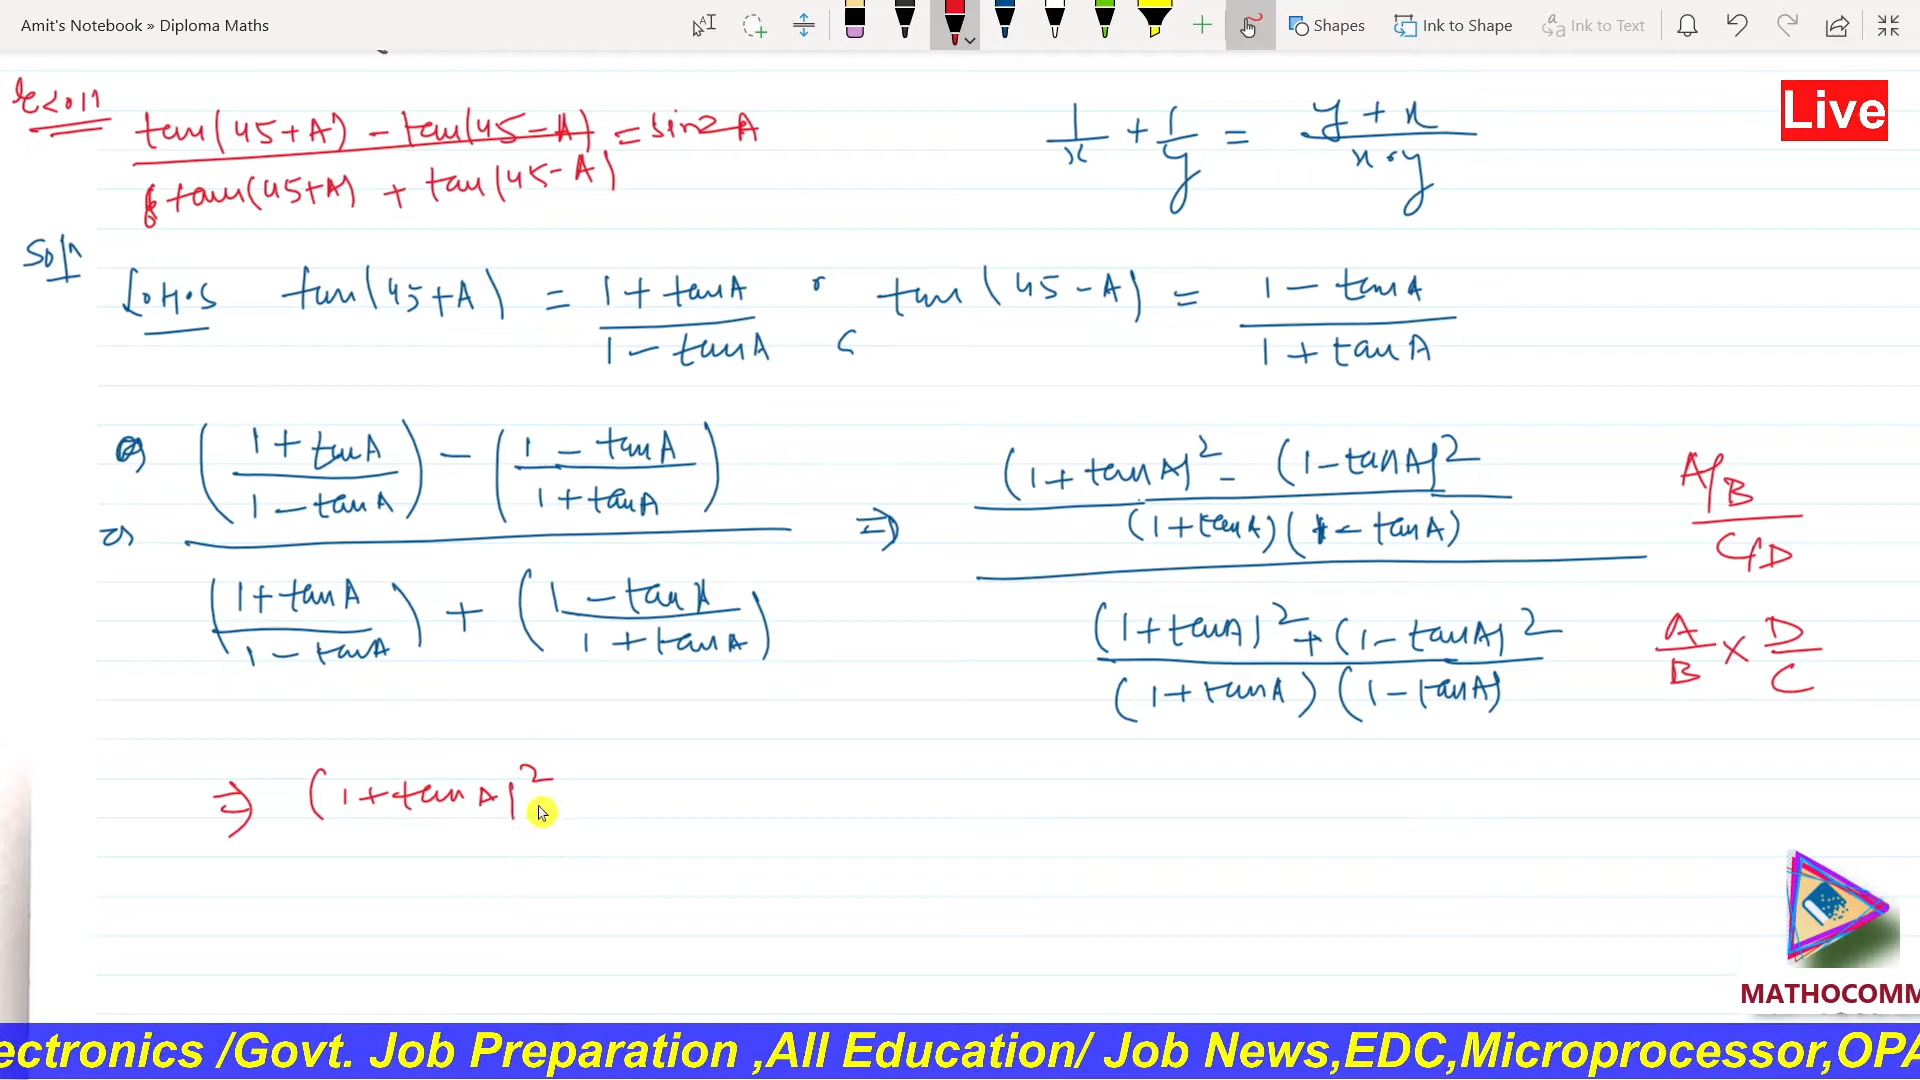 Amit's Notebook » Diploma Maths
Shapes
Ink to Shape
Ink to Text
Live
tan(45+A) - tan(45-A) = sin2A
tan(45+A) + tan(45-A)
1/x + 1/y = y + x / x · y
Soln
L.H.S tan(45+A) = 1 + tanA / 1 - tanA , tan(45-A) = 1 - tanA / 1 + tanA
(1 + tanA / 1 - tanA) - (1 - tanA / 1 + tanA)
(1 + tanA / 1 - tanA) + (1 - tanA / 1 + tanA)
⇒ (1 + tanA)² - (1 - tanA)²
(1 + tanA)(1 - tanA)
(1 + tanA)² + (1 - tanA)²
(1 + tanA)(1 - tanA)
A/B
C/D
A/B × D/C
⇒ (1 + tanA)²
MATHOCOMM
ectronics /Govt. Job Preparation ,All Education/ Job News,EDC,Microprocessor,OPA